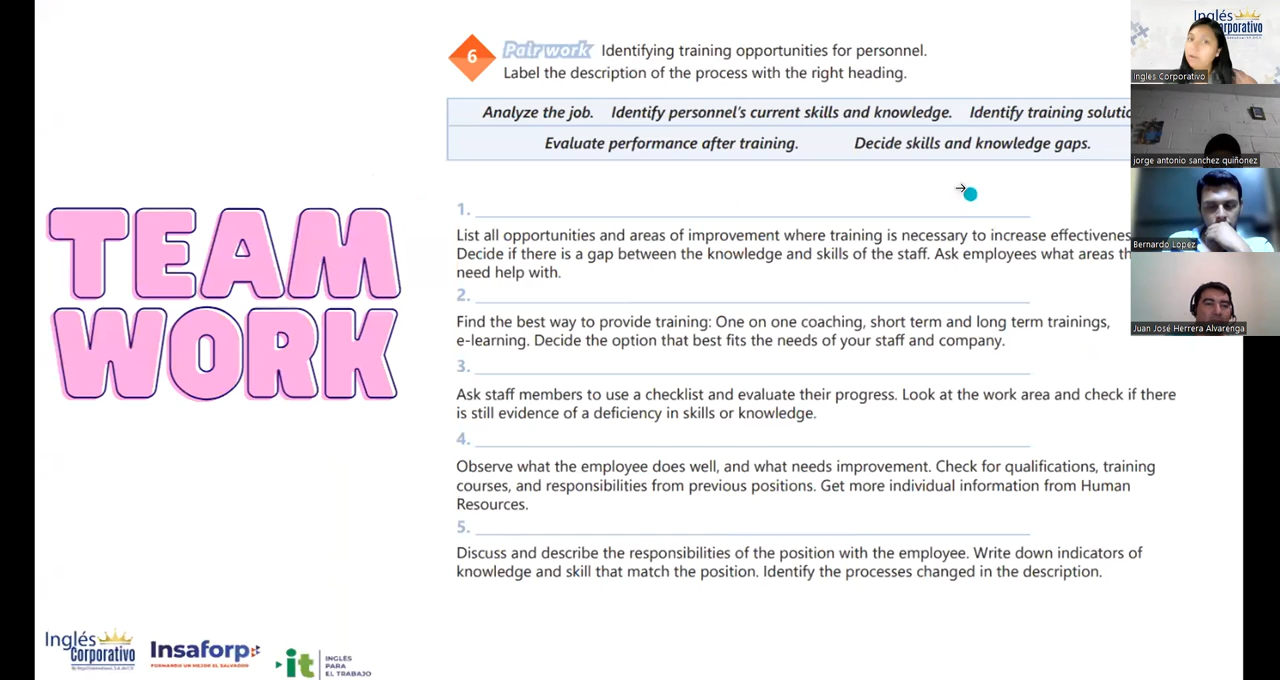 6 Pair work Identifying training opportunities for personnel.
Label the description of the process with the right heading.
Analyze the job. Identify personnel's current skills and knowledge. Identify training
Evaluate performance after training. Decide skills and knowledge gaps.
1.
List all opportunities and areas of improvement where training is necessary to increase
Decide if there is a gap between the knowledge and skills of the staff. Ask employees what areas
need help with.
2.
Find the best way to provide training: One on one coaching, short term and long term trainings,
e-learning. Decide the option that best fits the needs of your staff and company.
3.
Ask staff members to use a checklist and evaluate their progress. Look at the work area and check if there
is still evidence of a deficiency in skills or knowledge.
4.
Observe what the employee does well, and what needs improvement. Check for qualifications, training
courses, and responsibilities from previous positions. Get more individual information from Human
Resources.
5.
Discuss and describe the responsibilities of the position with the employee. Write down indicators of
knowledge and skill that match the position. Identify the processes changed in the description.
TEAM
WORK
Inglés
Corporativo
Insaforp
FORMANDO UN MEJOR EL SALVADOR
it
INGLÉS
PARA
EL TRABAJO
Inglés
Corporativo
Ingles Corporativo
jorge antonio sanchez quiñonez
Bernardo Lopez
Juan José Herrera Alvarenga